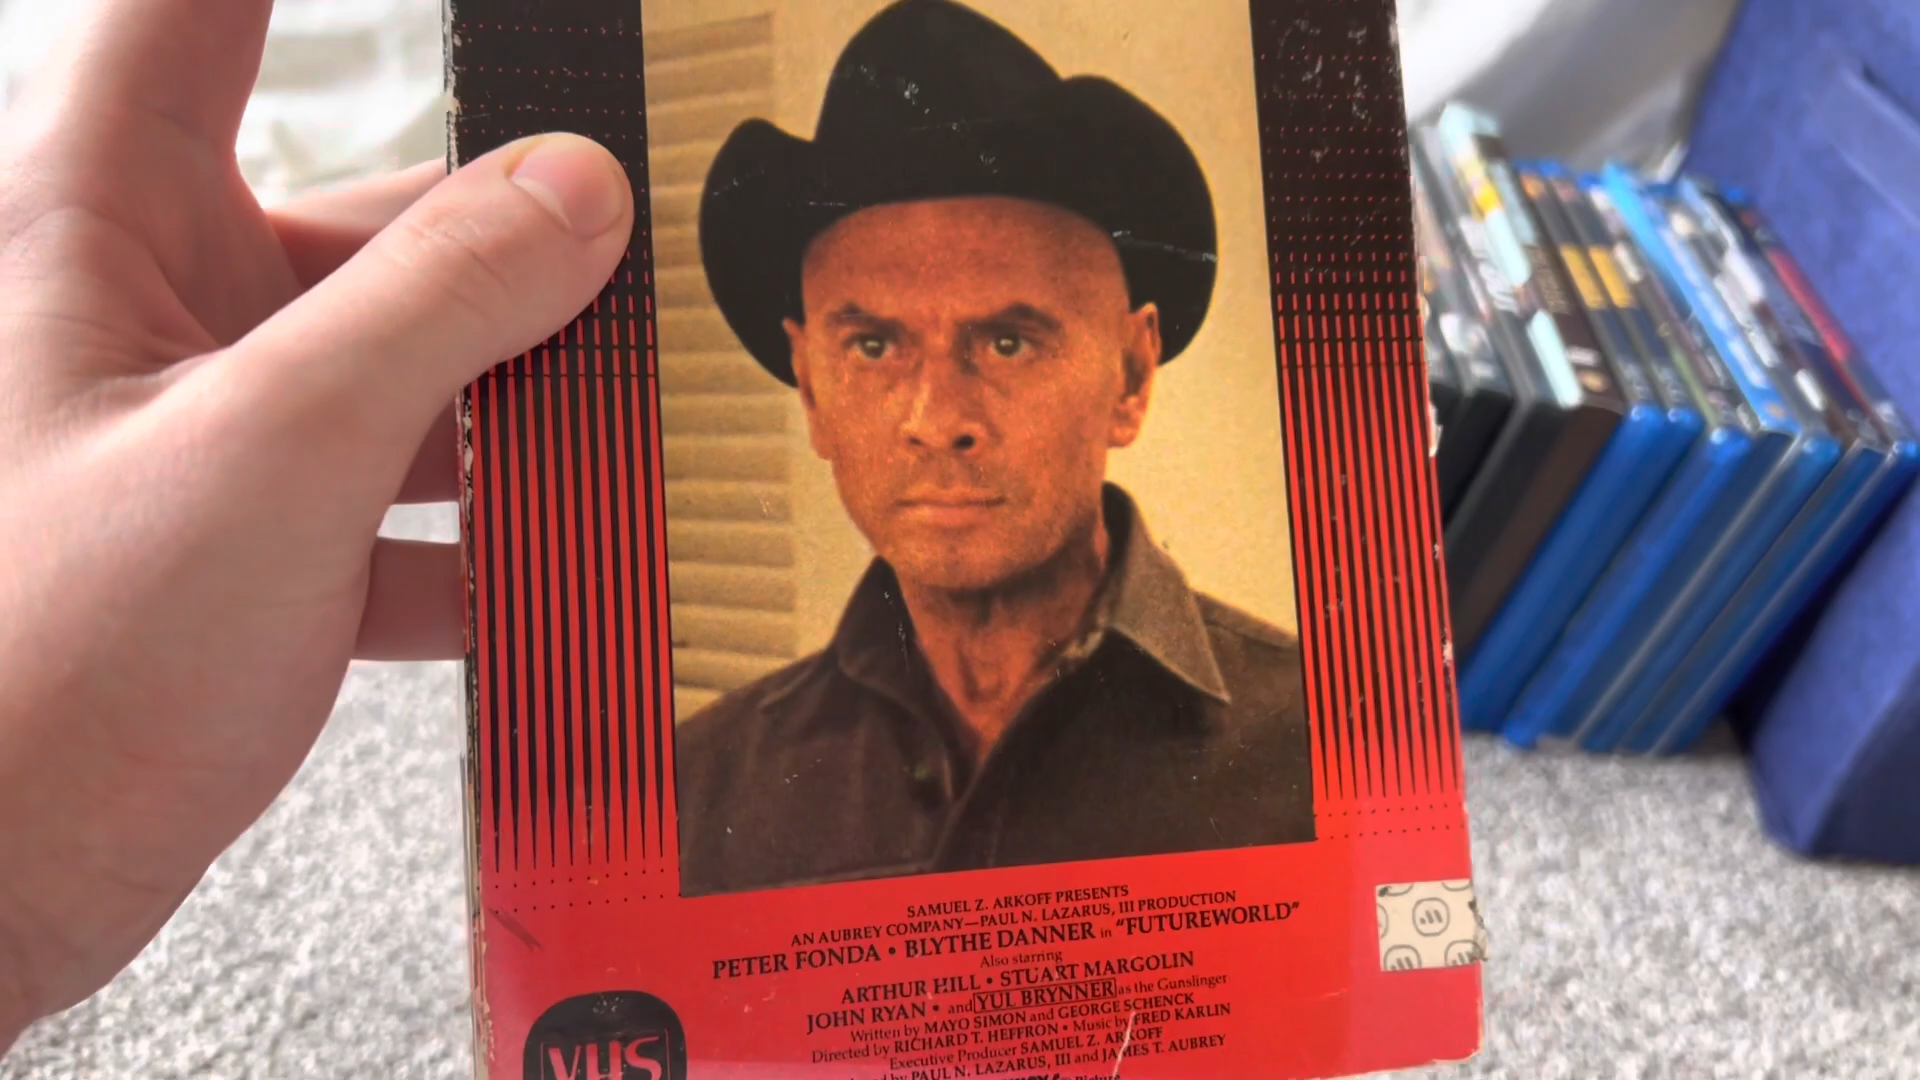 SAMUEL Z. ARKOFF PRESENTS
AN AUBREY COMPANY—PAUL N. LAZARUS, III PRODUCTION
PETER FONDA • BLYTHE DANNER in "FUTUREWORLD"
Also starring
ARTHUR HILL • STUART MARGOLIN
JOHN RYAN • and YUL BRYNNER as the Gunslinger
Written by MAYO SIMON and GEORGE SCHENCK
Directed by RICHARD T. HEFFRON • Music by FRED KARLIN
Executive Producer SAMUEL Z. ARKOFF
by PAUL N. LAZARUS, III and JAMES T. AUBREY
Picture
VHS